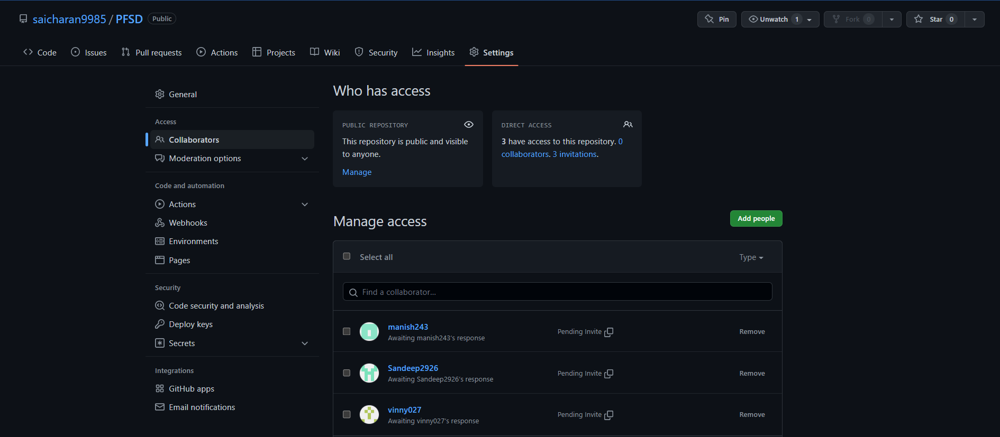 saicharan9985 / PFSD Public
Pin
Unwatch 1
Fork 0
Star 0
Code
Issues
Pull requests
Actions
Projects
Wiki
Security
Insights
Settings
General
Access
Collaborators
Moderation options
Code and automation
Actions
Webhooks
Environments
Pages
Security
Code security and analysis
Deploy keys
Secrets
Integrations
GitHub apps
Email notifications
Who has access
PUBLIC REPOSITORY
This repository is public and visible
to anyone.
Manage
DIRECT ACCESS
3 have access to this repository. 0
collaborators. 3 invitations.
Manage access
Add people
Select all
Type
Find a collaborator...
manish243
Awaiting manish243's response
Pending Invite
Remove
Sandeep2926
Awaiting Sandeep2926's response
Pending Invite
Remove
vinny027
Awaiting vinny027's response
Pending Invite
Remove